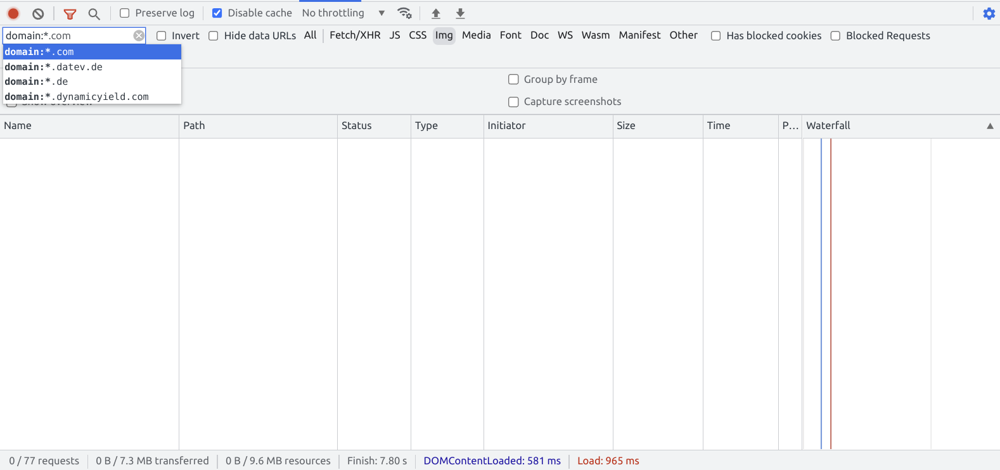 Preserve log Disable cache No throttling
domain:*.com Invert Hide data URLs All Fetch/XHR JS CSS Img Media Font Doc WS Wasm Manifest Other Has blocked cookies Blocked Requests
domain:*.com
domain:*.datev.de
domain:*.de
domain:*.dynamicyield.com
Group by frame
Capture screenshots
Name Path Status Type Initiator Size Time P... Waterfall
0 / 77 requests 0 B / 7.3 MB transferred 0 B / 9.6 MB resources Finish: 7.80 s DOMContentLoaded: 581 ms Load: 965 ms